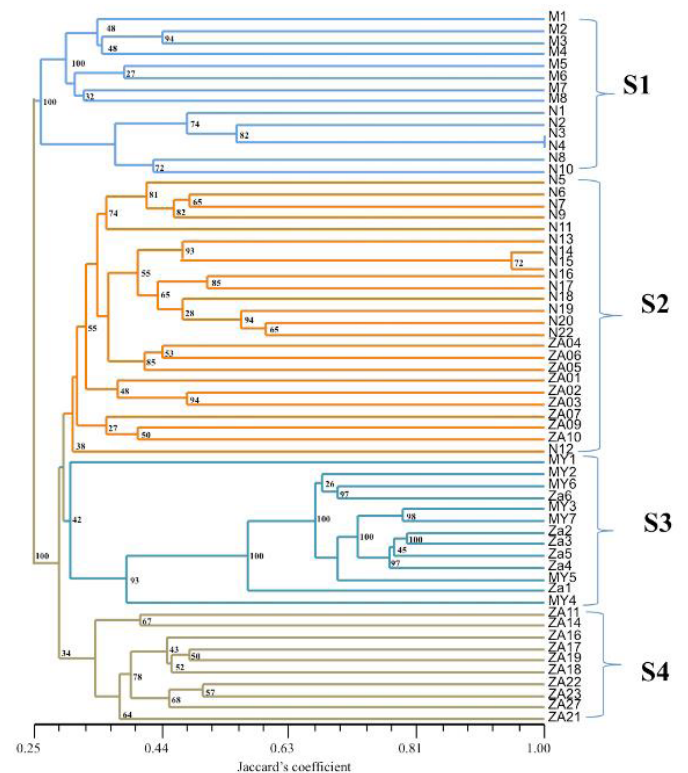 M1
48
M2
94
M3
48
M4
100
M5
27
M6
M7
32
M8
S1
100
N1
74
N2
82
N3
N4
N8
72
N10
N5
81
N6
65
N7
82
N9
74
N11
N13
93
N14
72
N15
55
N16
85
N17
65
N18
S2
28
N19
94
N20
65
N22
55
ZA04
53
ZA06
85
ZA05
ZA01
48
ZA02
94
ZA03
ZA07
27
ZA09
50
ZA10
38
N12
MY1
MY2
26
MY6
97
Za6
MY3
98
MY7
42
100
S3
100
Za2
100
Za3
45
Za5
100
97
Za4
100
93
MY5
Za1
MY4
ZA11
67
ZA14
ZA16
43
ZA17
50
ZA19
34
52
ZA18
S4
78
ZA22
57
ZA23
68
ZA27
64
ZA21
0.25 0.44 0.63 0.81 1.00
Jaccard's coefficient